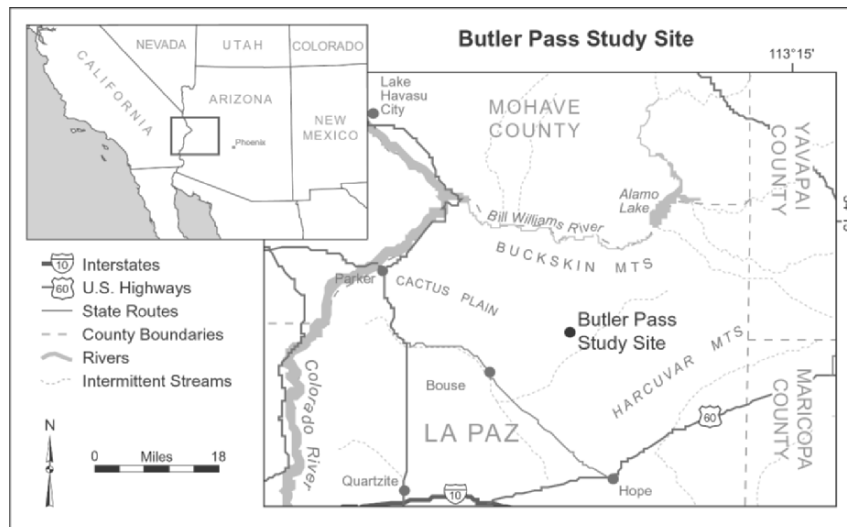 Butler Pass Study Site
113°15'
NEVADA
UTAH
COLORADO
CALIFORNIA
ARIZONA
NEW
MEXICO
Phoenix
Lake
Havasu
City
MOHAVE
COUNTY
YAVAPAI
COUNTY
Alamo
Lake
Bill Williams River
BUCKSKIN MTS
Parker
CACTUS PLAIN
Butler Pass
Study Site
HARCUVAR MTS
Bouse
Colorado River
LA PAZ
60
MARICOPA
COUNTY
Quartzite
10
Hope
10 Interstates
60 U.S. Highways
State Routes
County Boundaries
Rivers
Intermittent Streams
N
0 Miles 18